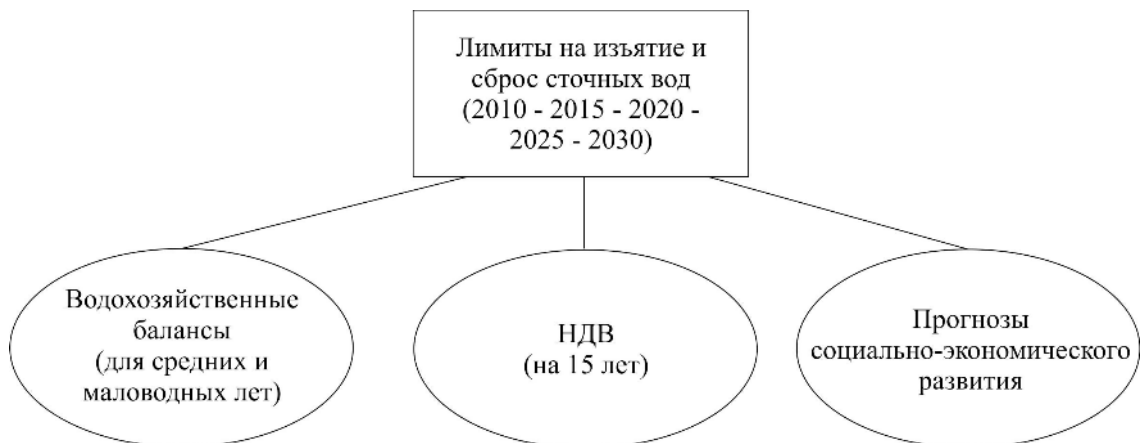 Лимиты на изъятие и
сброс сточных вод
(2010 - 2015 - 2020 -
2025 - 2030)
Водохозяйственные
балансы
(для средних и
маловодных лет)
НДВ
(на 15 лет)
Прогнозы
социально-экономического
развития